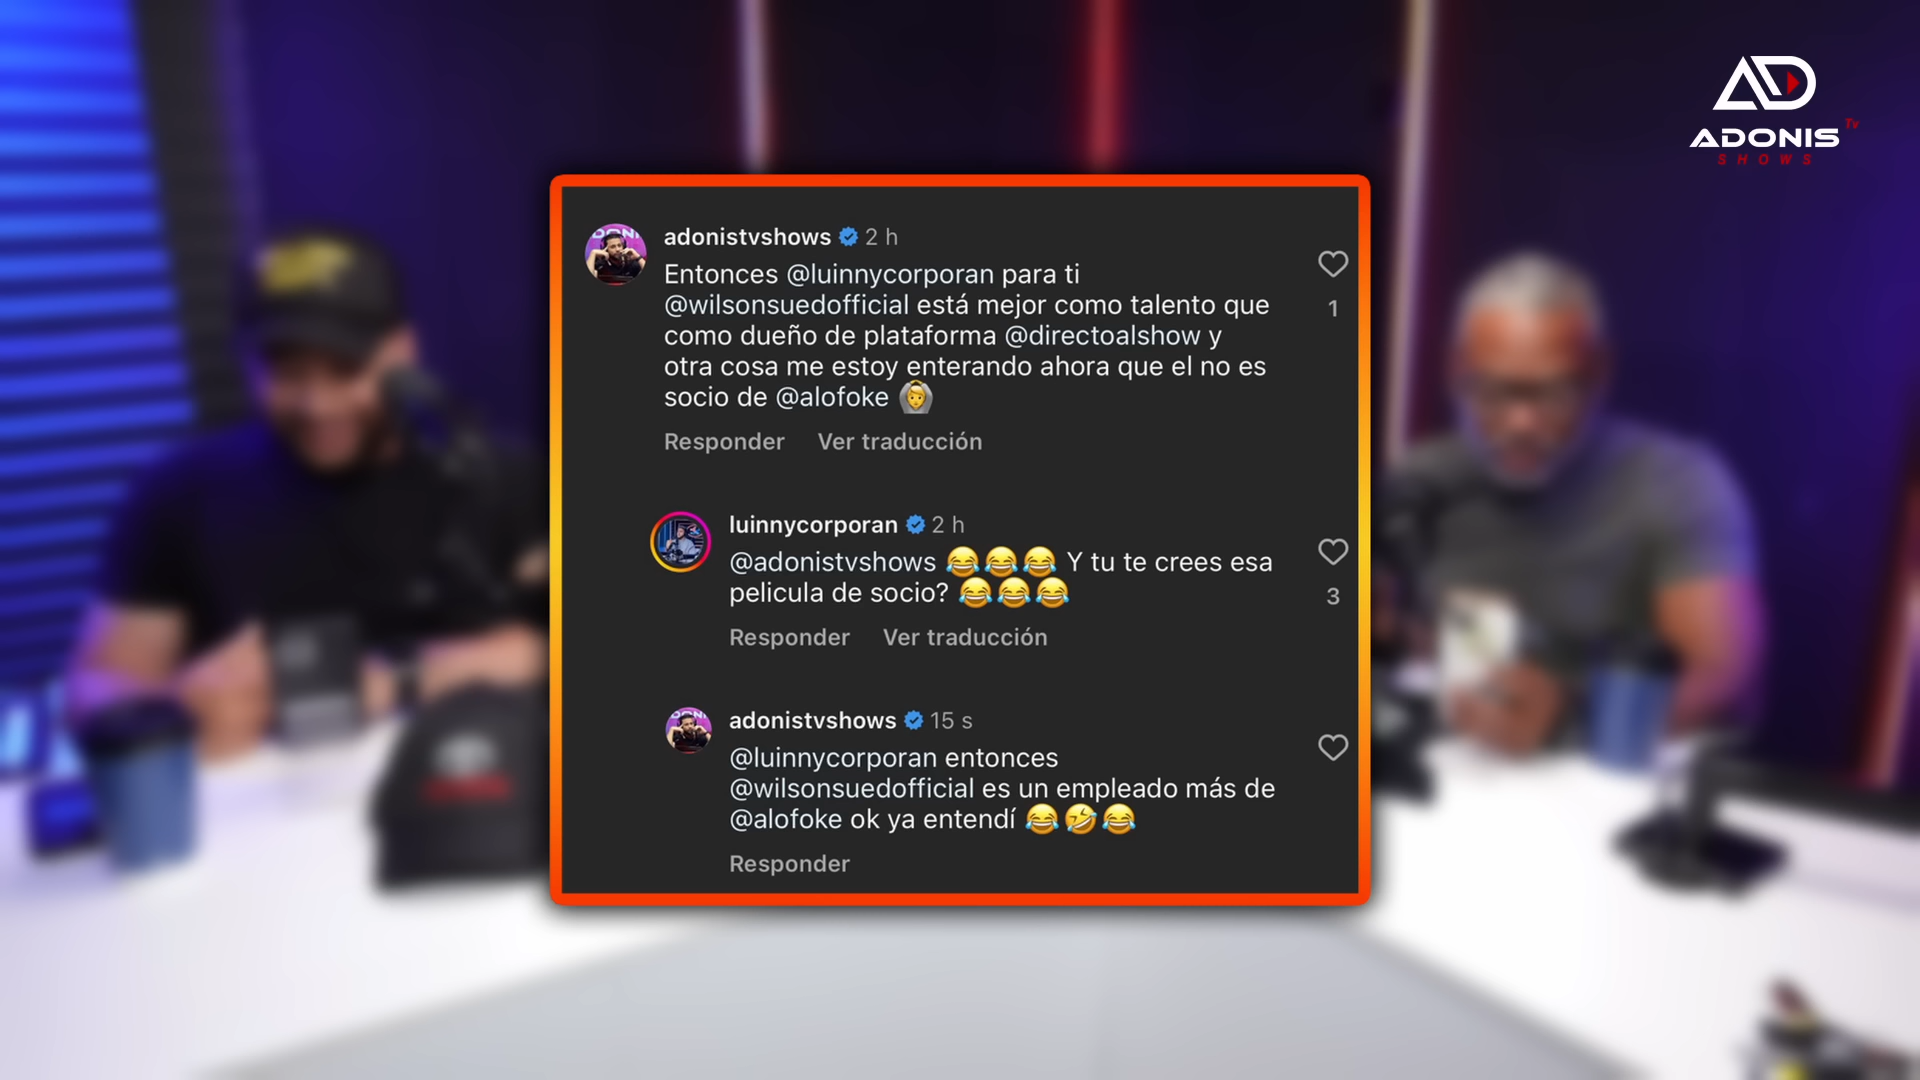 ADONIS Tv
SHOWS
adonistvshows 2 h
Entonces @luinnycorporan para ti
@wilsonsuedofficial está mejor como talento que
como dueño de plataforma @directoalshow y
otra cosa me estoy enterando ahora que el no es
socio de @alofoke 🙆
1
Responder Ver traducción
luinnycorporan 2 h
@adonistvshows 😂😂😂 Y tu te crees esa
pelicula de socio? 😂😂😂
3
Responder Ver traducción
adonistvshows 15 s
@luinnycorporan entonces
@wilsonsuedofficial es un empleado más de
@alofoke ok ya entendí 😂🤣😂
Responder